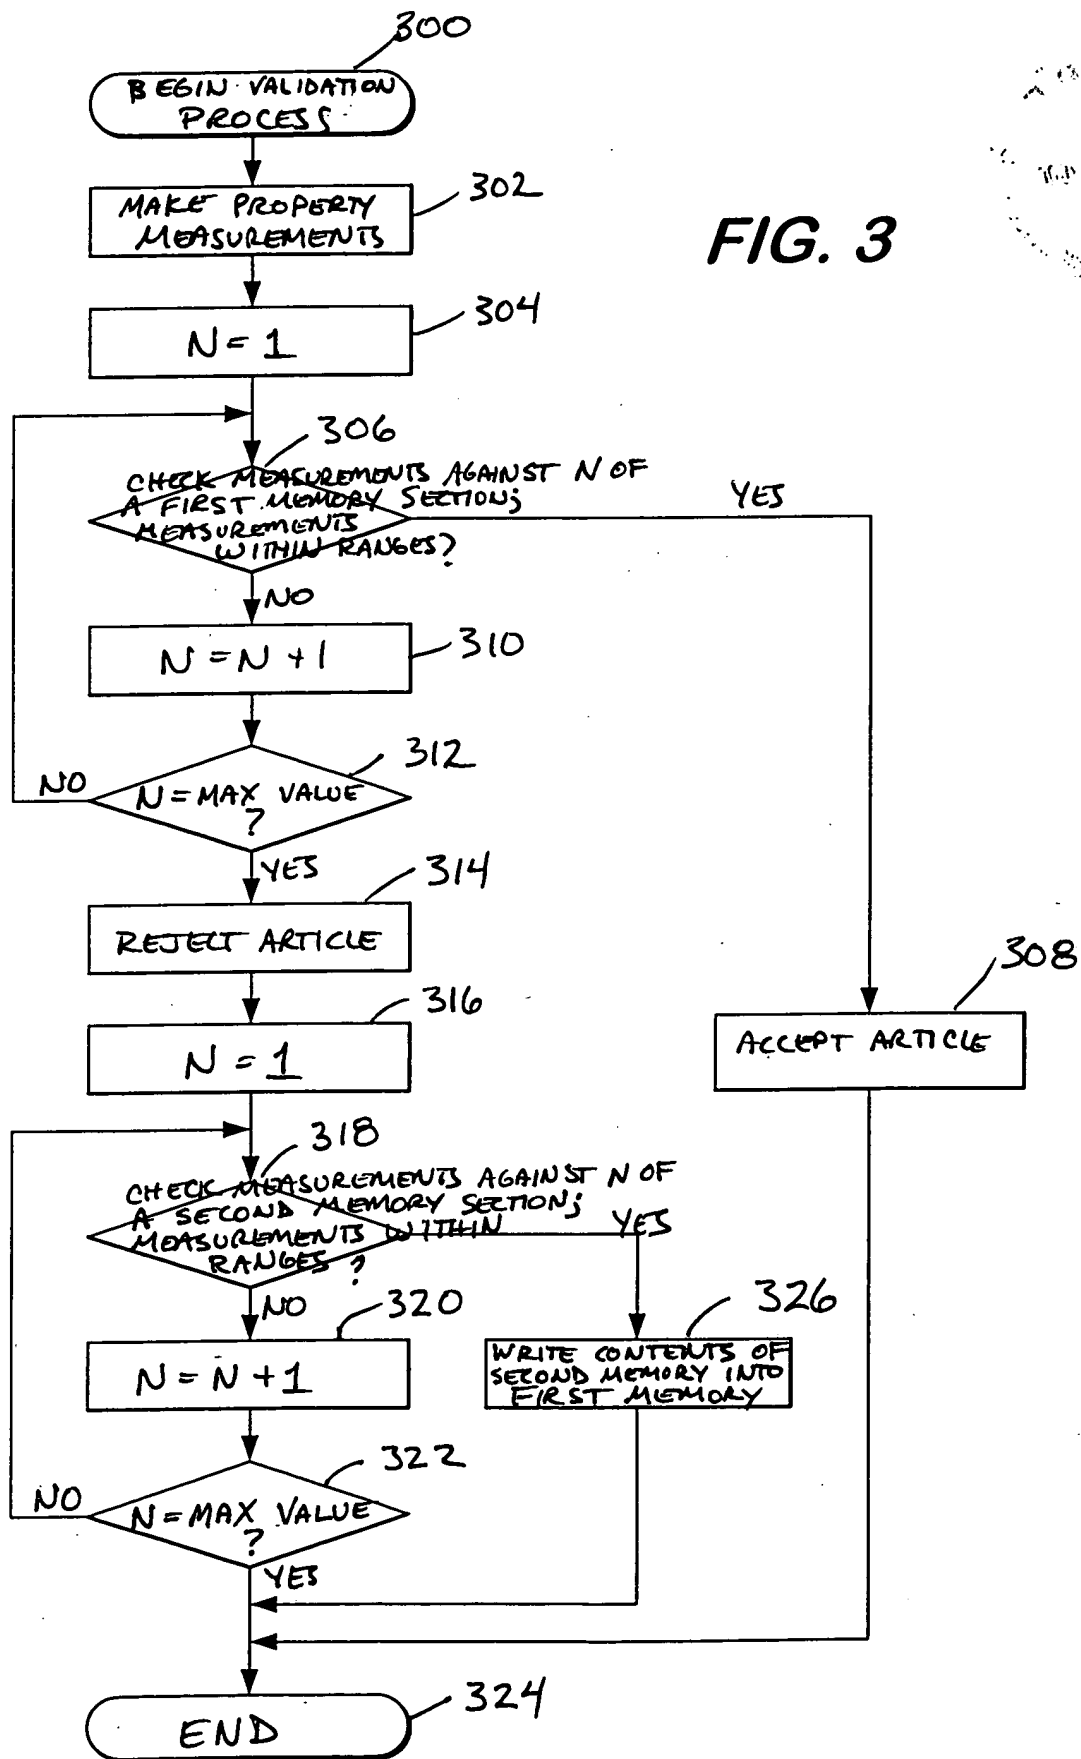 300
BEGIN VALIDATION
PROCESS
302
MAKE PROPERTY
MEASUREMENTS
FIG. 3
304
N = 1
306
CHECK MEASUREMENTS AGAINST N OF
A FIRST MEMORY SECTION;
MEASUREMENTS
WITHIN RANGES?
YES
NO
310
N = N + 1
312
NO
N = MAX VALUE
?
YES
314
REJECT ARTICLE
308
316
ACCEPT ARTICLE
N = 1
318
CHECK MEASUREMENTS AGAINST N OF
A SECOND MEMORY SECTION;
MEASUREMENTS WITHIN
RANGES?
YES
NO
320
326
N = N + 1
WRITE CONTENTS OF
SECOND MEMORY INTO
FIRST MEMORY
322
NO
N = MAX VALUE
?
YES
324
END